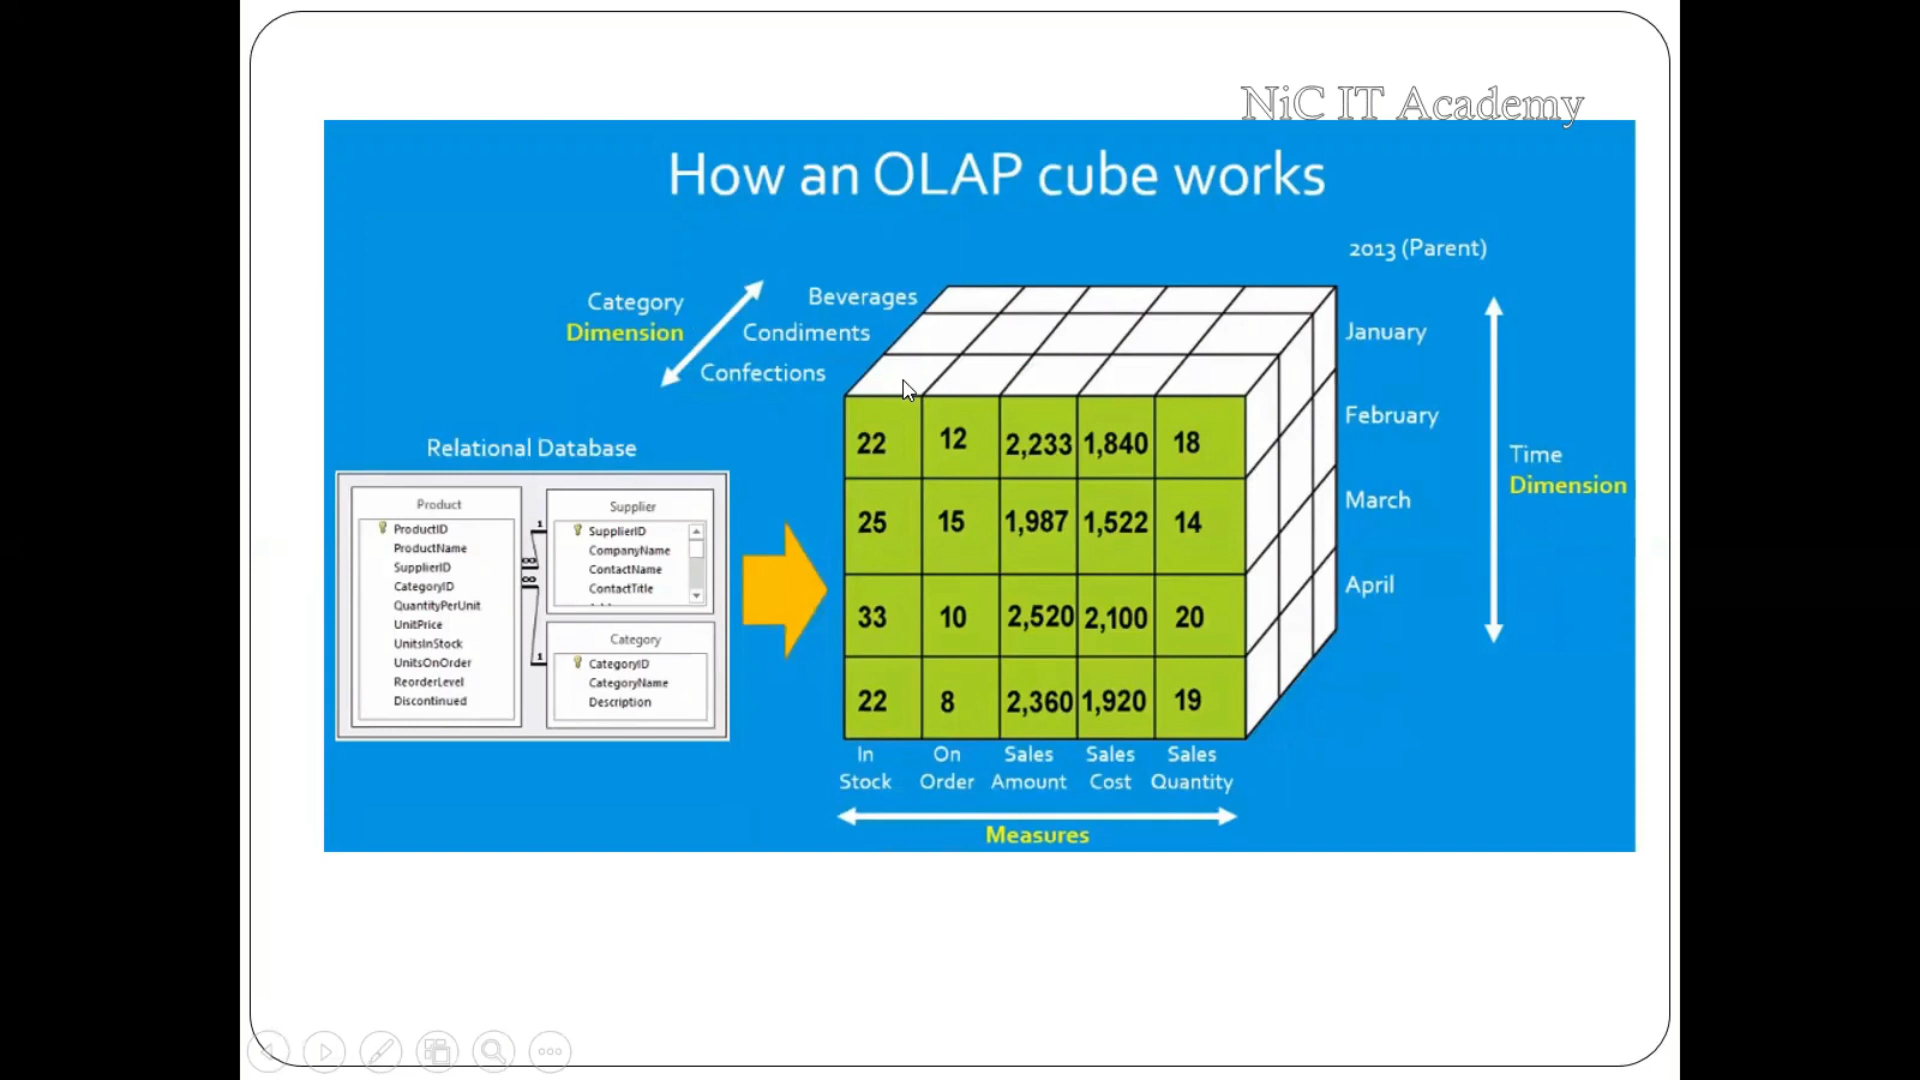 NiC IT Academy
How an OLAP cube works
2013 (Parent)
Category
Dimension
Beverages
Condiments
Confections
January
February
March
April
Time
Dimension
Relational Database
Product
ProductID
ProductName
SupplierID
CategoryID
QuantityPerUnit
UnitPrice
UnitsInStock
UnitsOnOrder
ReorderLevel
Discontinued
1
∞
∞
1
Supplier
SupplierID
CompanyName
ContactName
ContactTitle
Category
CategoryID
CategoryName
Description
22 12 2,233 1,840 18
25 15 1,987 1,522 14
33 10 2,520 2,100 20
22 8 2,360 1,920 19
In Stock
On Order
Sales Amount
Sales Cost
Sales Quantity
Measures